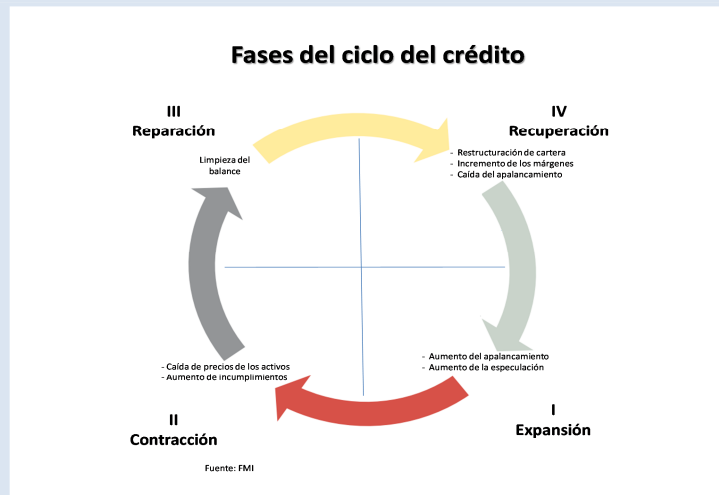 Fases del ciclo del crédito
III
Reparación
Limpieza del
balance
IV
Recuperación
- Restructuración de cartera
- Incremento de los márgenes
- Caída del apalancamiento
- Caída de precios de los activos
- Aumento de incumplimientos
II
Contracción
- Aumento del apalancamiento
- Aumento de la especulación
I
Expansión
Fuente: FMI